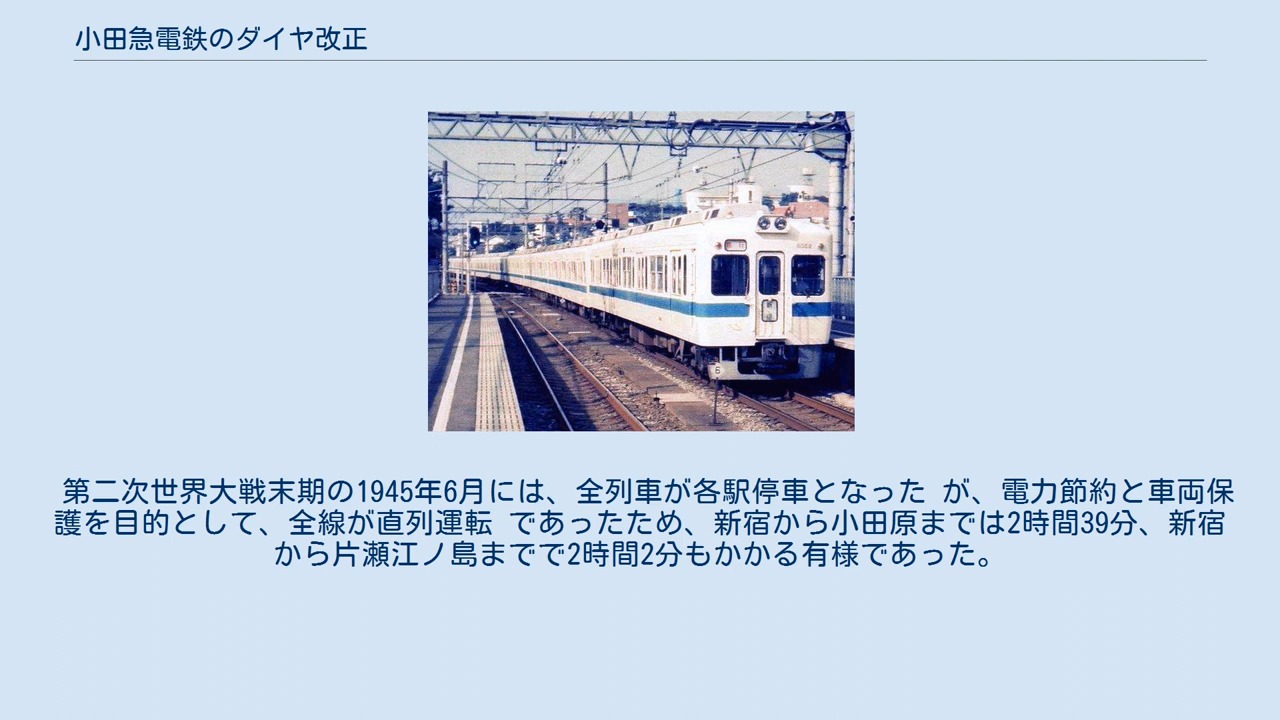 小田急電鉄のダイヤ改正
第二次世界大戦末期の1945年6月には、全列車が各駅停車となった が、電力節約と車両保
護を目的として、全線が直列運転 であったため、新宿から小田原までは2時間39分、新宿
から片瀬江ノ島までで2時間2分もかかる有様であった。